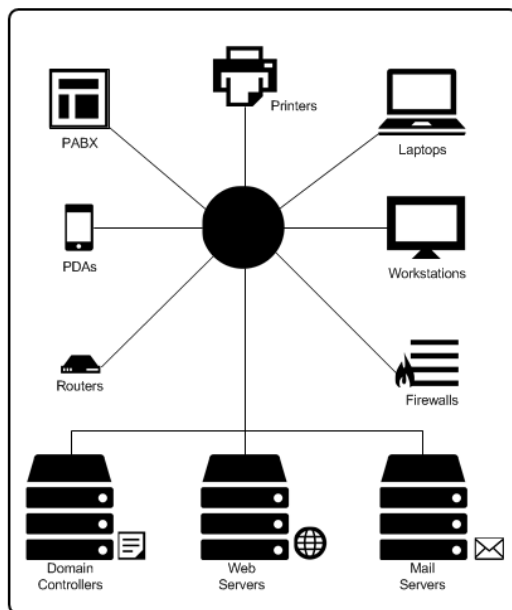 Printers
PABX
Laptops
PDAs
Workstations
Routers
Firewalls
Domain
Controllers
Web
Servers
Mail
Servers